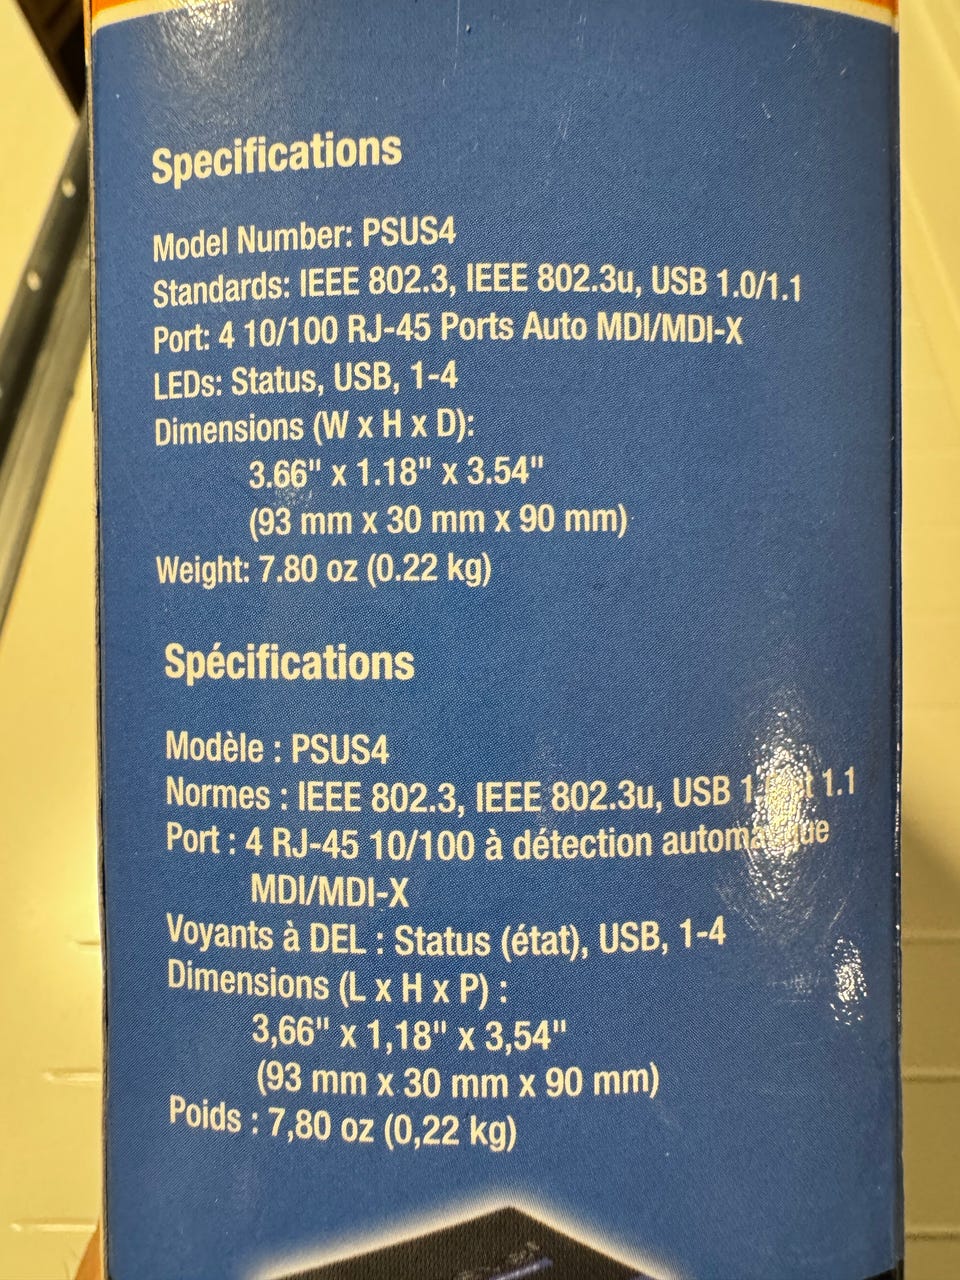 Specifications
Model Number: PSUS4
Standards: IEEE 802.3, IEEE 802.3u, USB 1.0/1.1
Port: 4 10/100 RJ-45 Ports Auto MDI/MDI-X
LEDs: Status, USB, 1-4
Dimensions (W x H x D):
3.66" x 1.18" x 3.54"
(93 mm x 30 mm x 90 mm)
Weight: 7.80 oz (0.22 kg)
Spécifications
Modèle : PSUS4
Normes : IEEE 802.3, IEEE 802.3u, USB 1.1
Port : 4 RJ-45 10/100 à détection automatique
MDI/MDI-X
Voyants à DEL : Status (état), USB, 1-4
Dimensions (L x H x P) :
3,66" x 1,18" x 3,54"
(93 mm x 30 mm x 90 mm)
Poids : 7,80 oz (0,22 kg)